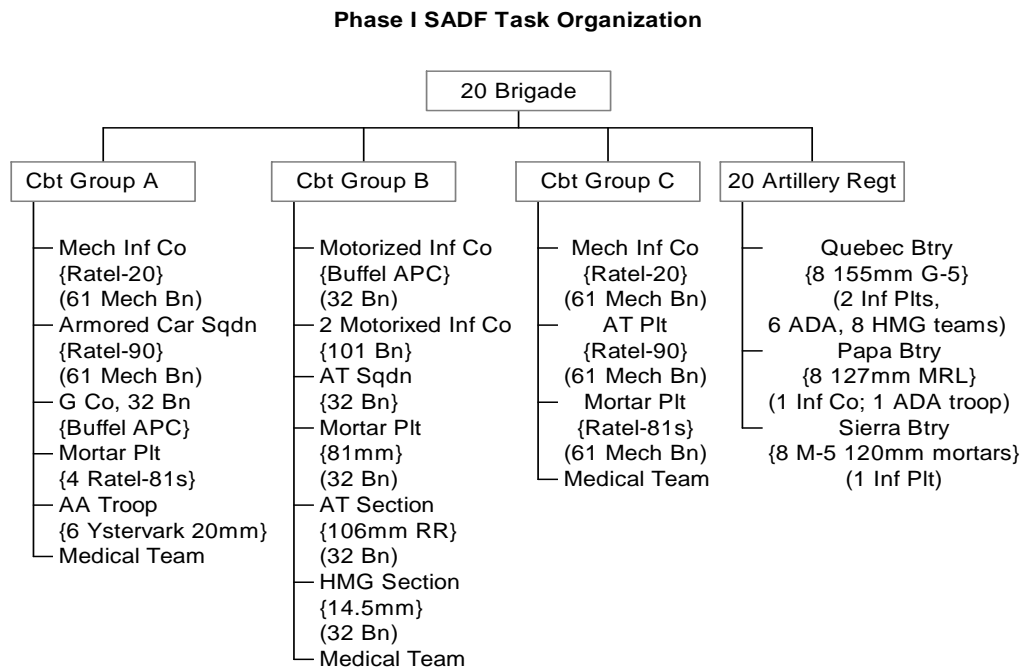 Phase I SADF Task Organization
20 Brigade
Cbt Group A
Mech Inf Co
{Ratel-20}
(61 Mech Bn)
Armored Car Sqdn
{Ratel-90}
(61 Mech Bn)
G Co, 32 Bn
{Buffel APC}
Mortar Plt
{4 Ratel-81s}
AA Troop
{6 Ystervark 20mm}
Medical Team
Cbt Group B
Motorized Inf Co
{Buffel APC}
(32 Bn)
2 Motorixed Inf Co
{101 Bn}
AT Sqdn
{32 Bn}
Mortar Plt
{81mm}
(32 Bn)
AT Section
{106mm RR}
(32 Bn)
HMG Section
{14.5mm}
(32 Bn)
Medical Team
Cbt Group C
Mech Inf Co
{Ratel-20}
(61 Mech Bn)
AT Plt
{Ratel-90}
(61 Mech Bn)
Mortar Plt
{Ratel-81s}
(61 Mech Bn)
Medical Team
20 Artillery Regt
Quebec Btry
{8 155mm G-5}
(2 Inf Plts,
6 ADA, 8 HMG teams)
Papa Btry
{8 127mm MRL}
(1 Inf Co; 1 ADA troop)
Sierra Btry
{8 M-5 120mm mortars}
(1 Inf Plt)